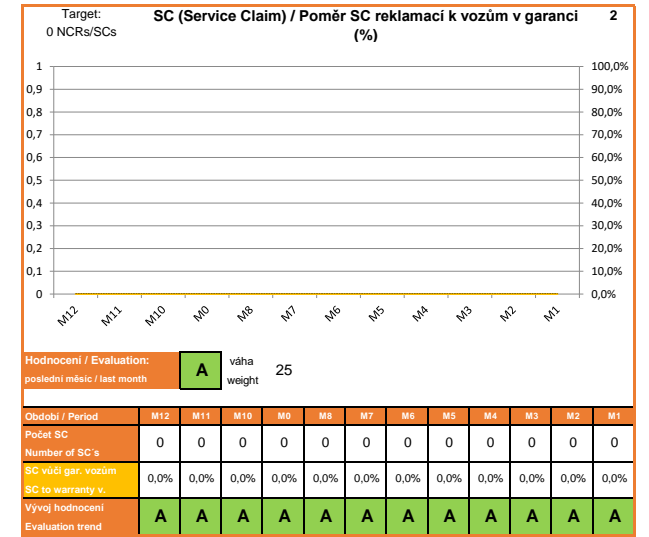 Target:
0 NCRs/SCs
SC (Service Claim) / Poměr SC reklamací k vozům v garanci
(%)
2
1 100,0%
0,9 90,0%
0,8 80,0%
0,7 70,0%
0,6 60,0%
0,5 50,0%
0,4 40,0%
0,3 30,0%
0,2 20,0%
0,1 10,0%
0 0,0%
M12 M11 M10 M0 M8 M7 M6 M5 M4 M3 M2 M1
Hodnocení / Evaluation:
poslední měsíc / last month
A
váha
weight
25
Období / Period M12 M11 M10 M0 M8 M7 M6 M5 M4 M3 M2 M1
Počet SC
Number of SC´s
0 0 0 0 0 0 0 0 0 0 0 0
SC vůči gar. vozům
SC to warranty v.
0,0% 0,0% 0,0% 0,0% 0,0% 0,0% 0,0% 0,0% 0,0% 0,0% 0,0% 0,0%
Vývoj hodnocení
Evaluation trend
A A A A A A A A A A A A